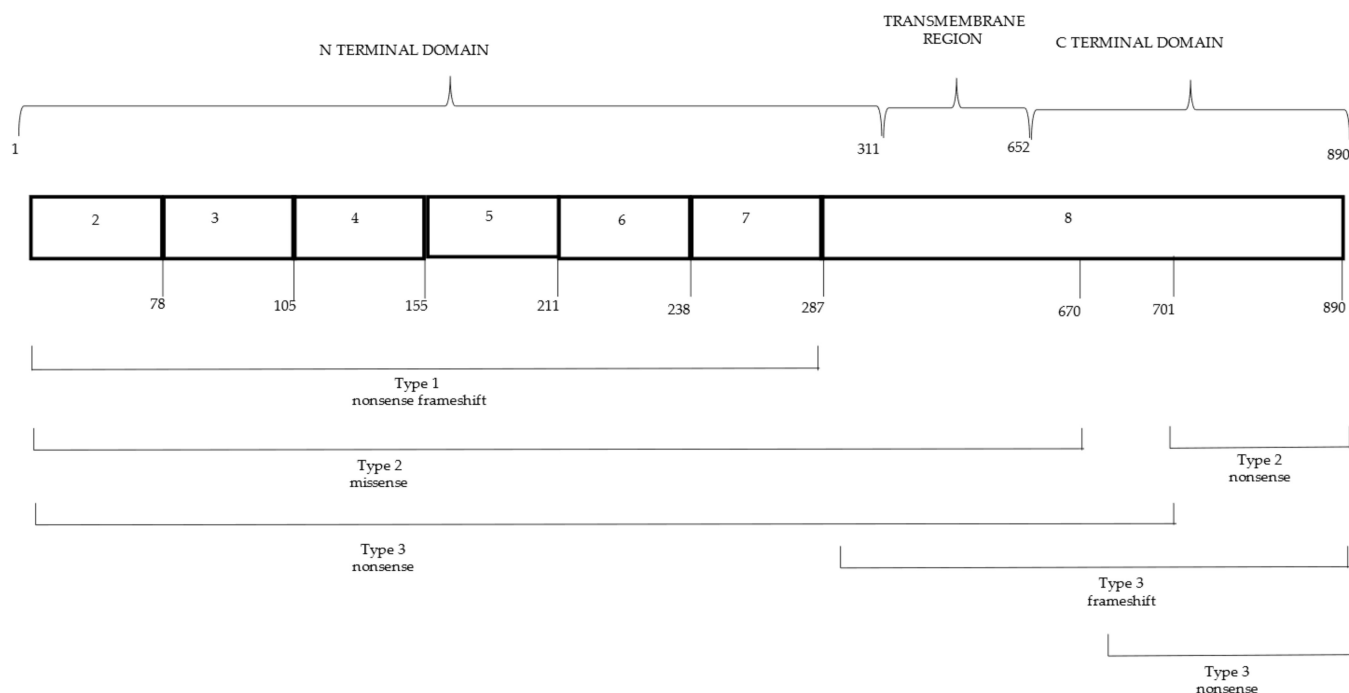 TRANSMEMBRANE
REGION
N TERMINAL DOMAIN
C TERMINAL DOMAIN
1
311
652
890
2
3
4
5
6
7
8
78
105
155
211
238
287
670
701
890
Type 1
nonsense frameshift
Type 2
missense
Type 2
nonsense
Type 3
nonsense
Type 3
frameshift
Type 3
nonsense